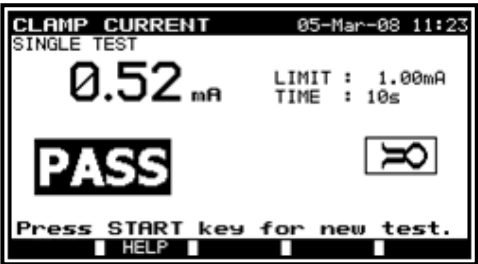 CLAMP CURRENT 05-Mar-08 11:23
SINGLE TEST
0.52 mA
LIMIT : 1.00mA
TIME : 10s
PASS
Press START key for new test.
HELP